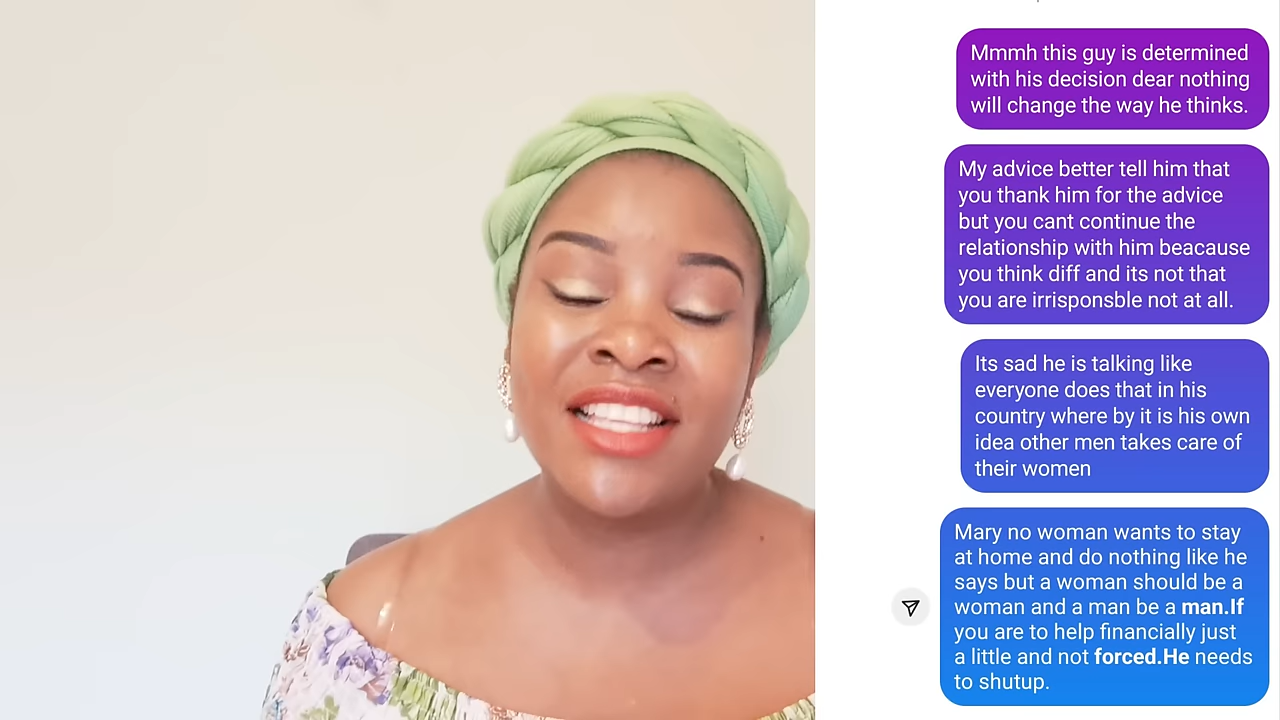 Mmmh this guy is determined
with his decision dear nothing
will change the way he thinks.
My advice better tell him that
you thank him for the advice
but you cant continue the
relationship with him beacause
you think diff and its not that
you are irrisponsble not at all.
Its sad he is talking like
everyone does that in his
country where by it is his own
idea other men takes care of
their women
Mary no woman wants to stay
at home and do nothing like he
says but a woman should be a
woman and a man be a man.If
you are to help financially just
a little and not forced.He needs
to shutup.